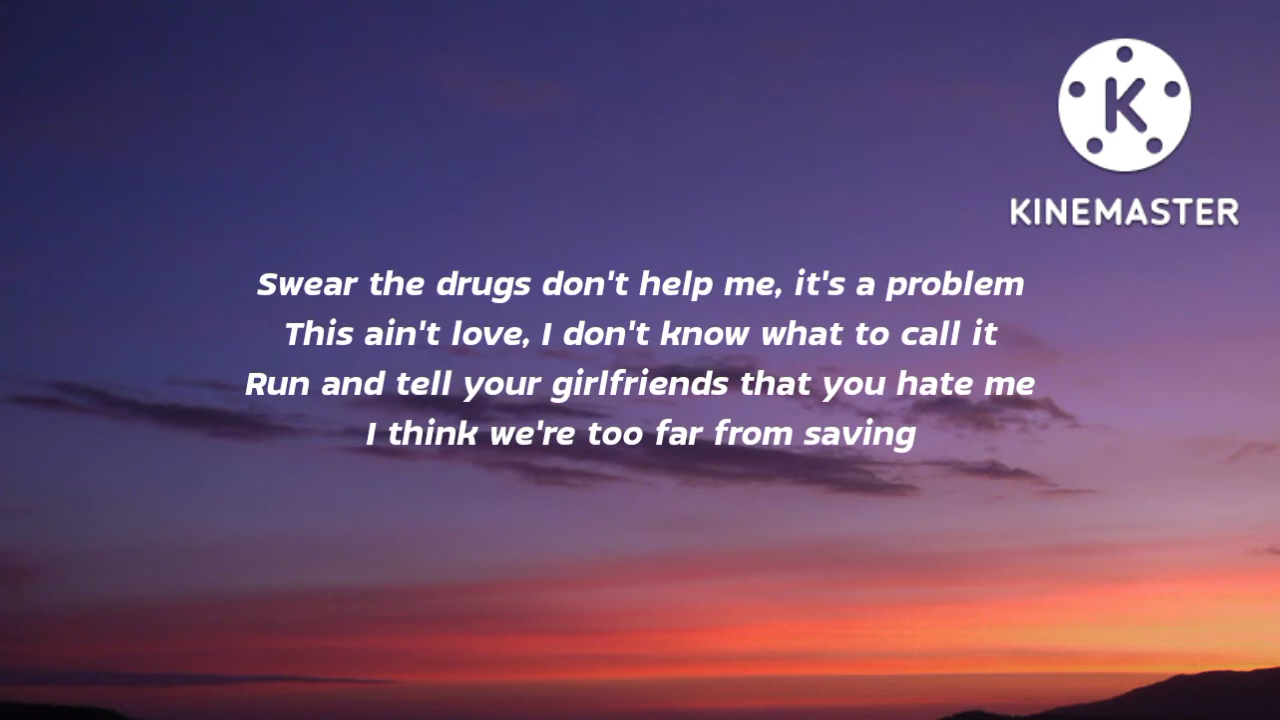 K
KINEMASTER
Swear the drugs don't help me, it's a problem
This ain't love, I don't know what to call it
Run and tell your girlfriends that you hate me
I think we're too far from saving